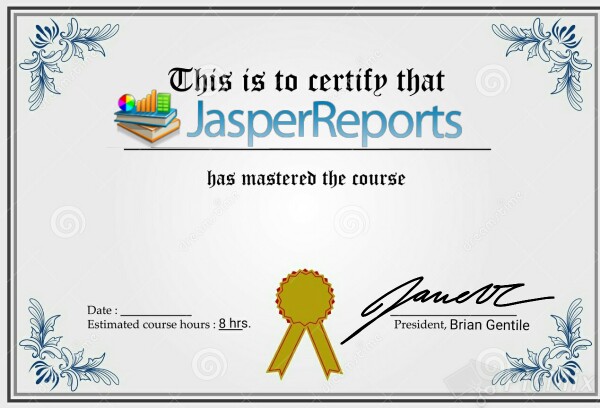 This is to certify that
JasperReports
has mastered the course
Date : ____________
Estimated course hours : 8 hrs.
President, Brian Gentile